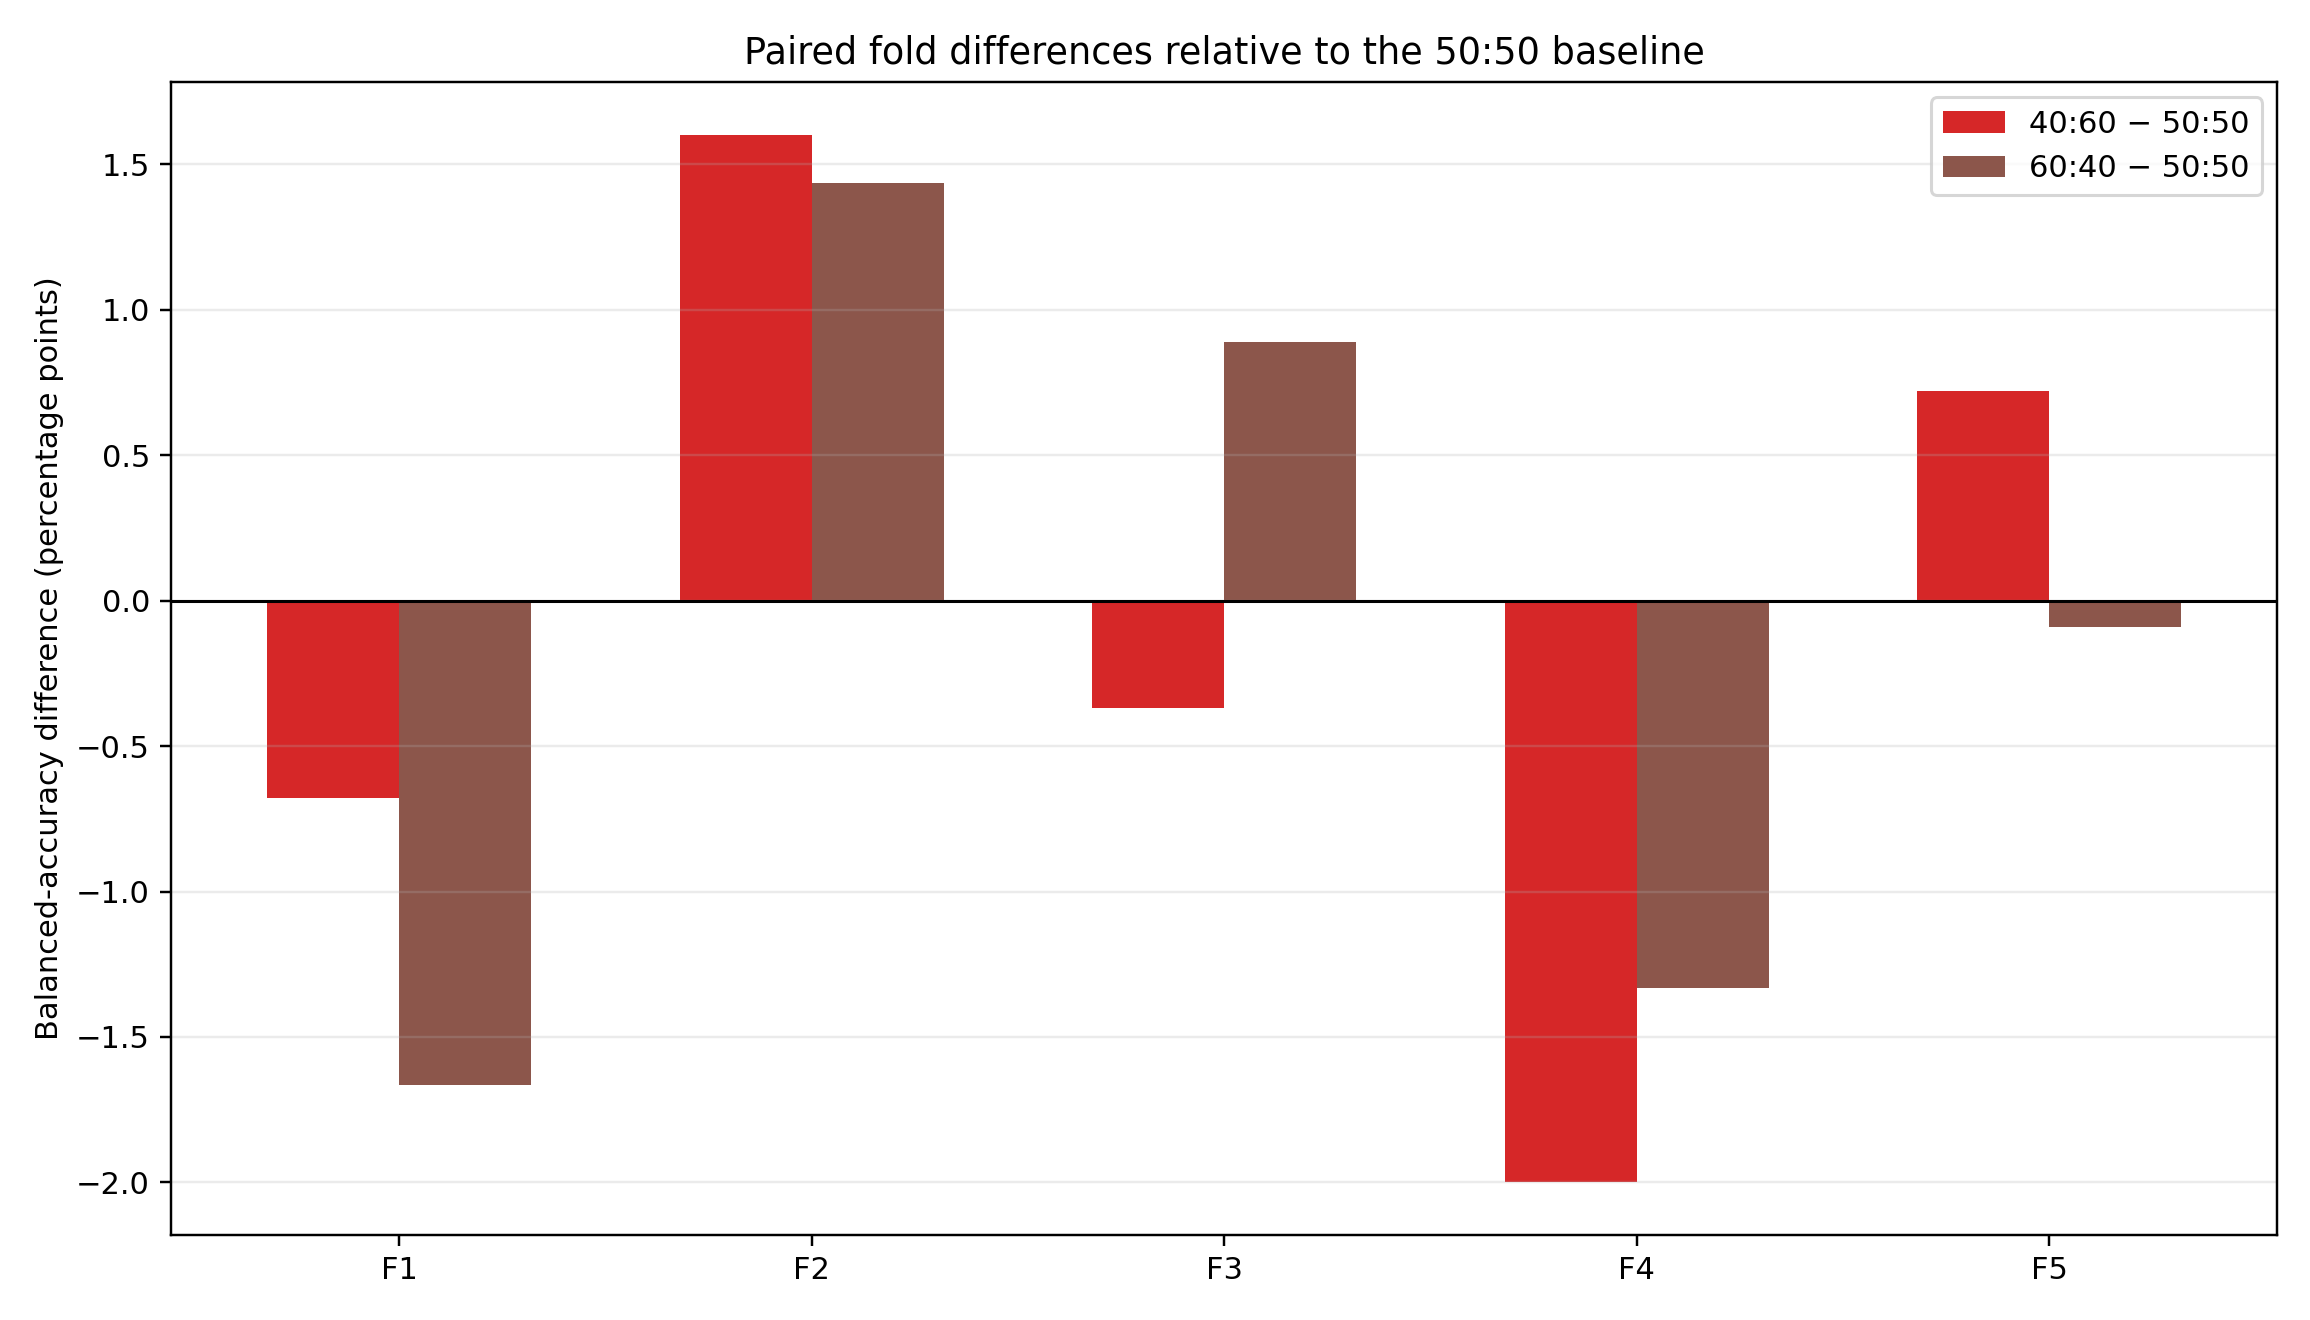 Paired fold differences relative to the 50:50 baseline
40:60 − 50:50
60:40 − 50:50
Balanced-accuracy difference (percentage points)
1.5
1.0
0.5
0.0
−0.5
−1.0
−1.5
−2.0
F1 F2 F3 F4 F5